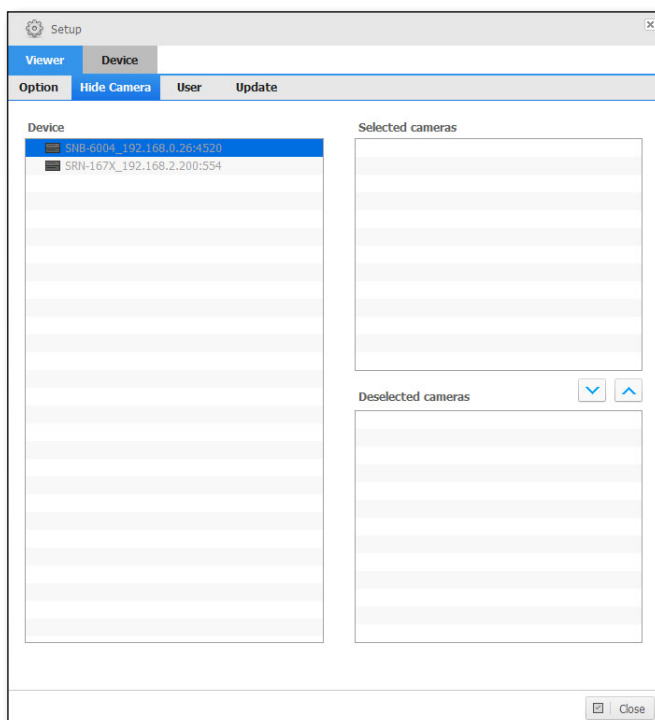 Setup
Viewer Device
Option Hide Camera User Update
Device
SNB-6004_192.168.0.26:4520
SRN-167X_192.168.2.200:554
Selected cameras
Deselected cameras
Close